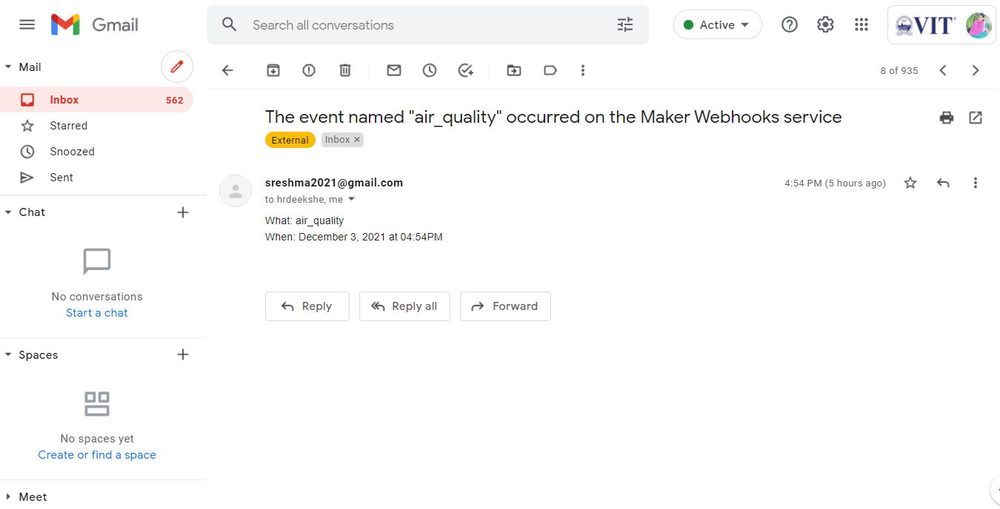 Gmail
Search all conversations
Active
VIT
Mail
8 of 935
Inbox 562
Starred
Snoozed
Sent
The event named "air_quality" occurred on the Maker Webhooks service
External Inbox ×
sreshma2021@gmail.com
4:54 PM (5 hours ago)
to hrdeekshe, me
What: air_quality
When: December 3, 2021 at 04:54PM
Reply
Reply all
Forward
Chat
No conversations
Start a chat
Spaces
No spaces yet
Create or find a space
Meet